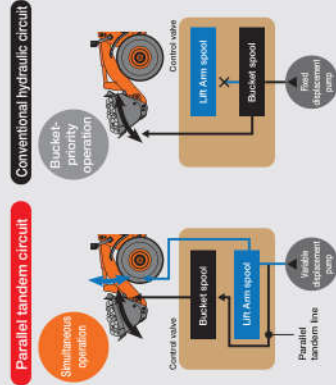 Conventional hydraulic circuit
Bucket-
priority
operation
Control valve
Lift Arm spool
Bucket spool
Fixed
displacement
pump
Parallel tandem circuit
Simultaneous
operation
Control valve
Bucket spool
Lift Arm spool
Variable
displacement
pump
Parallel
tandem line